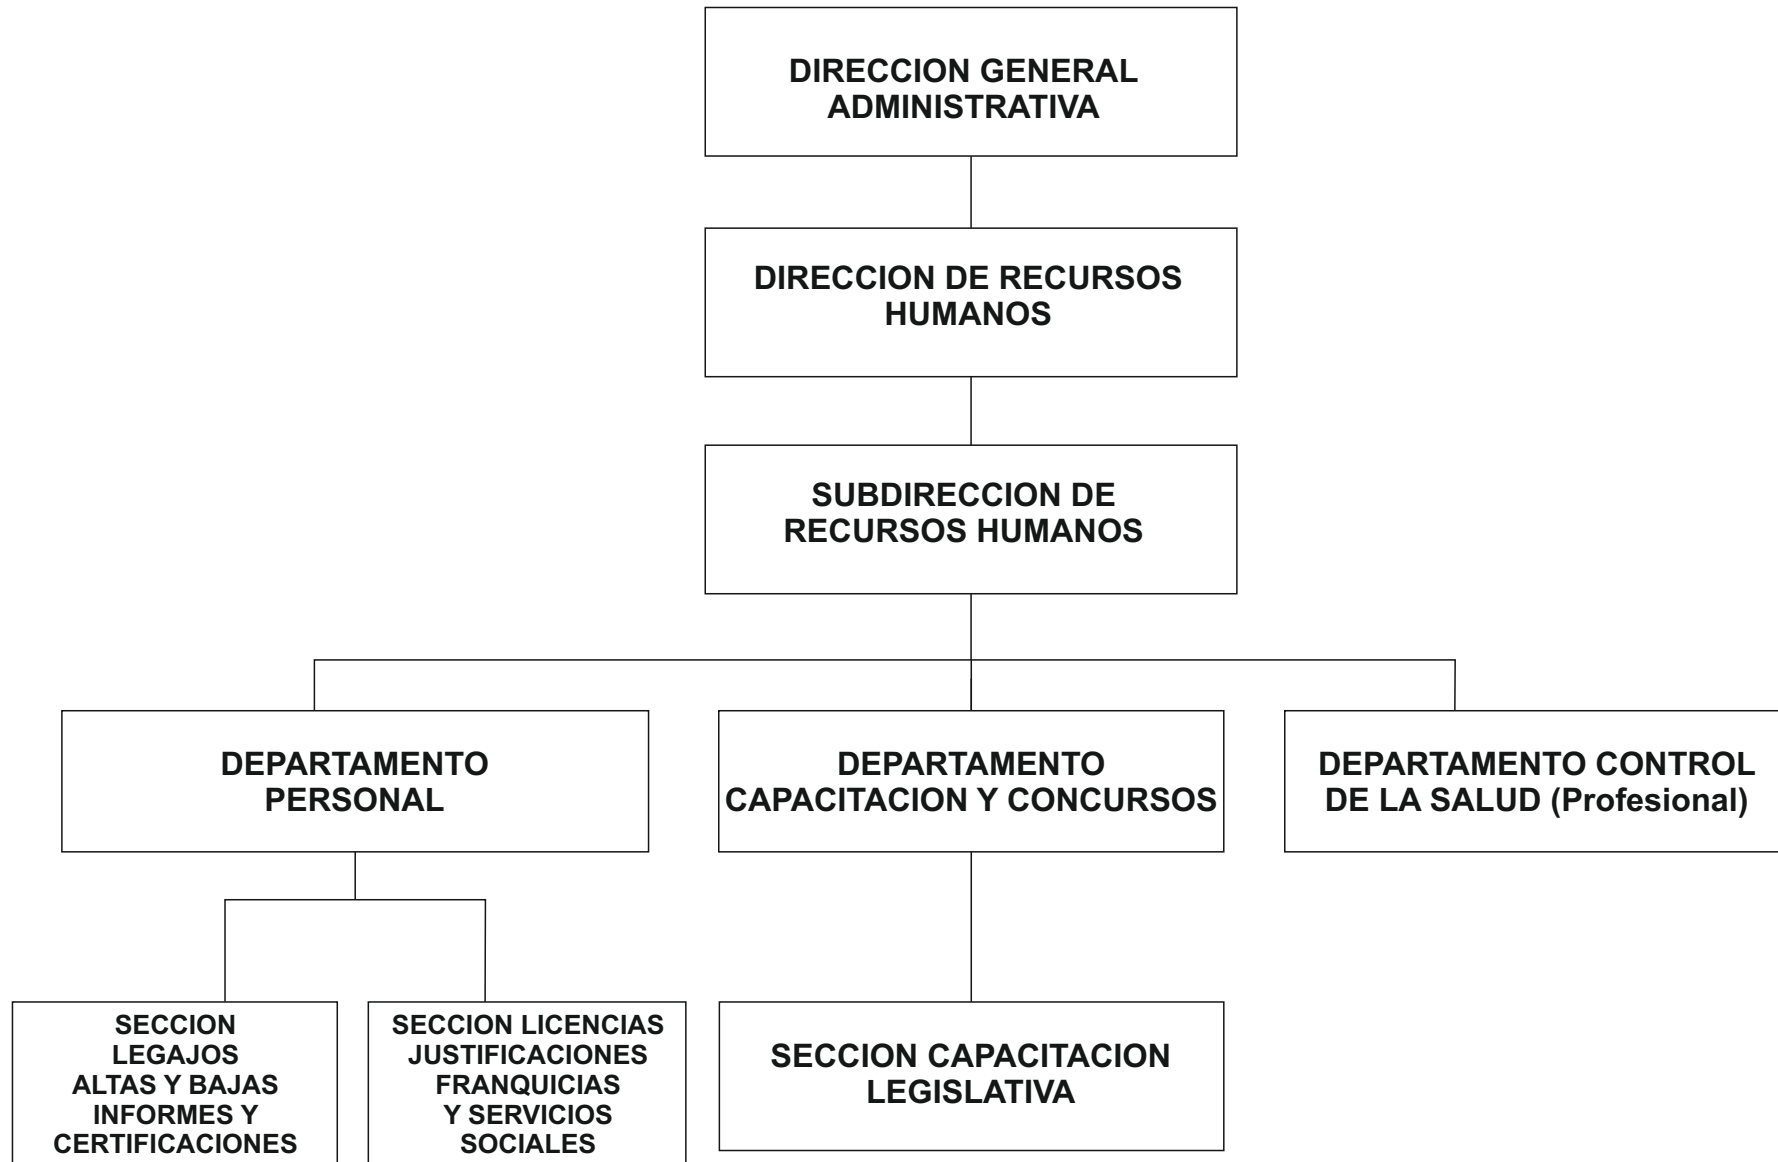 DIRECCION GENERAL
ADMINISTRATIVA
DIRECCION DE RECURSOS
HUMANOS
SUBDIRECCION DE
RECURSOS HUMANOS
DEPARTAMENTO
PERSONAL
DEPARTAMENTO
CAPACITACION Y CONCURSOS
DEPARTAMENTO CONTROL
DE LA SALUD (Profesional)
SECCION
LEGAJOS
ALTAS Y BAJAS
INFORMES Y
CERTIFICACIONES
SECCION LICENCIAS
JUSTIFICACIONES
FRANQUICIAS
Y SERVICIOS
SOCIALES
SECCION CAPACITACION
LEGISLATIVA